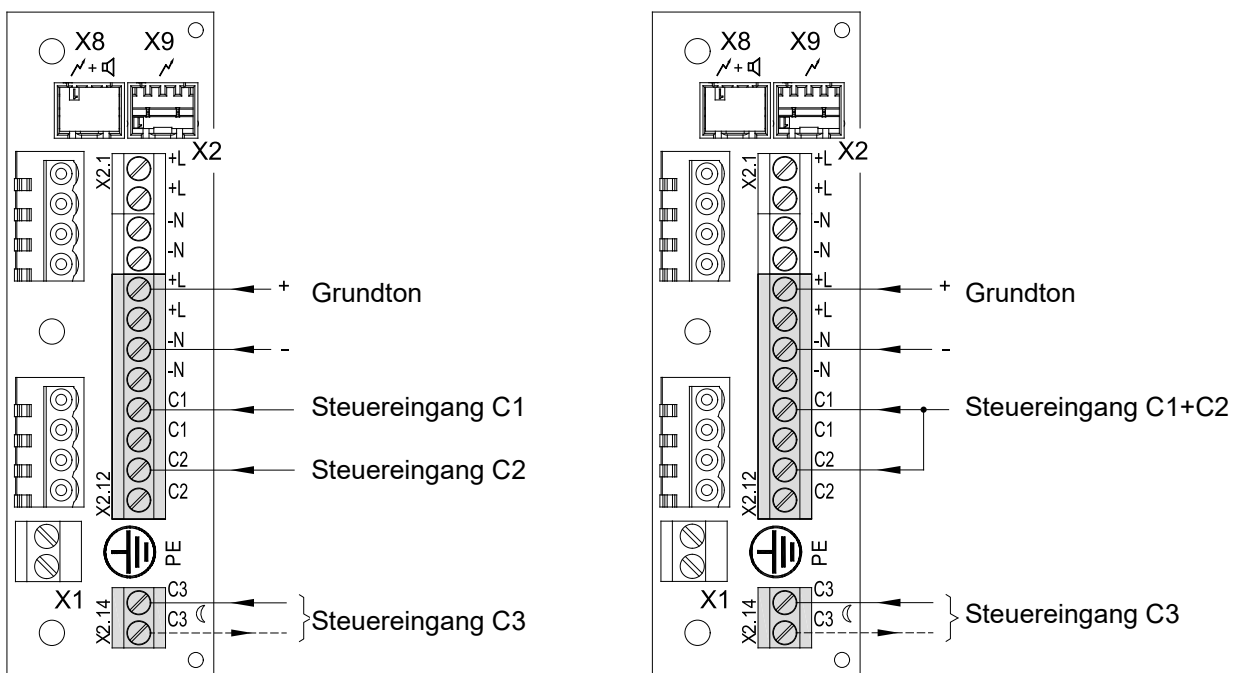 X8 X9
+
X2
X2.1
+L
+L
-N
-N
+L
+ Grundton
+L
-N
-
-N
C1
Steuereingang C1
C1
C2
Steuereingang C2
X2.12
C2
PE
X1
C3
X2.14
C3
Steuereingang C3
X8 X9
+
X2
X2.1
+L
+L
-N
-N
+L
+ Grundton
+L
-N
-
-N
C1
Steuereingang C1+C2
C1
C2
X2.12
C2
PE
X1
C3
X2.14
C3
Steuereingang C3